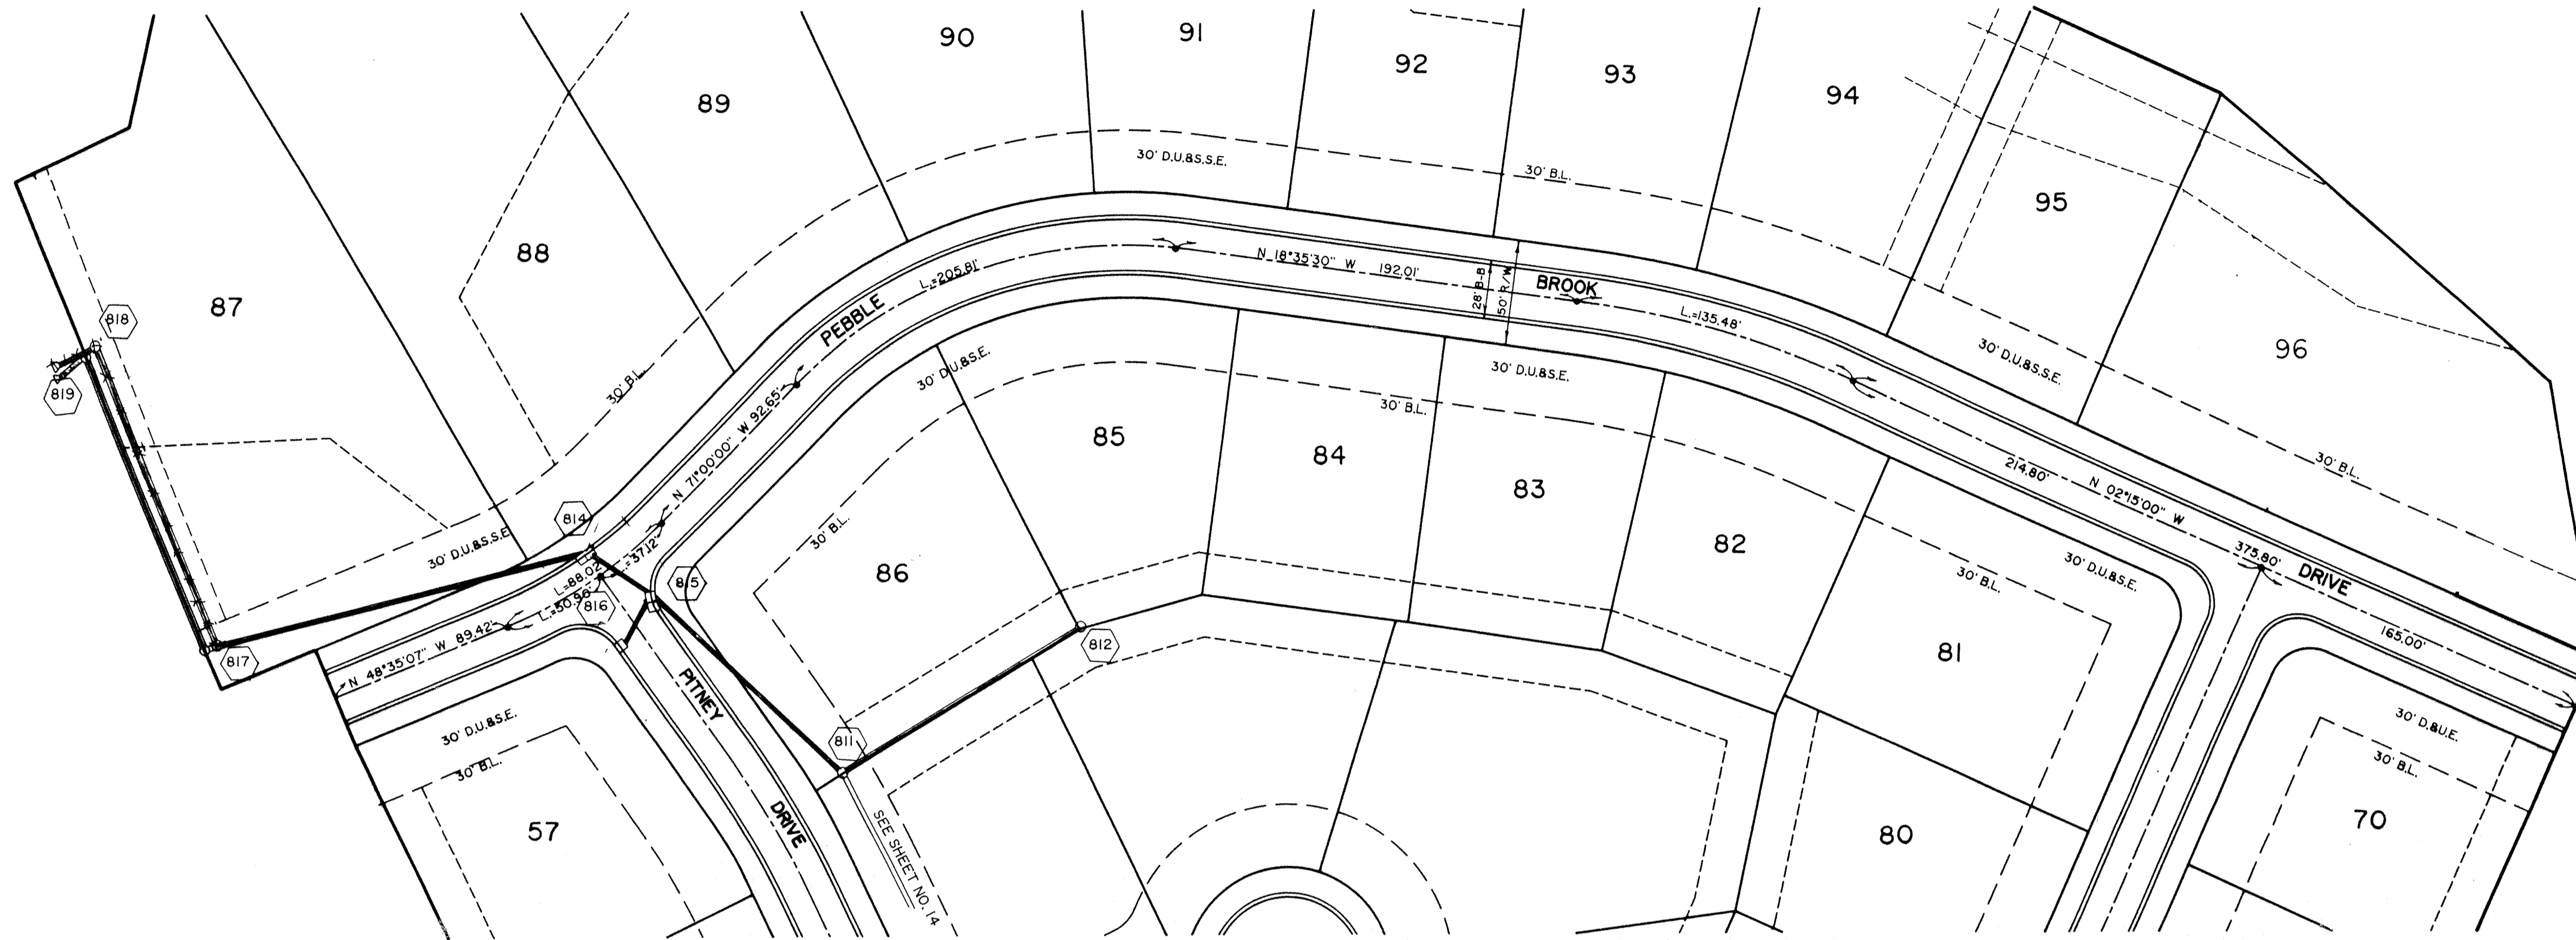 90
91
92
93
94
89
95
96
88
87
30' D.U.&S.S.E.
30' B.L.
N 18°35'30" W 192.01'
L.=205.81'
28' B-B
50' R/W
BROOK
L.=135.48'
PEBBLE
30' B.L.
30' D.U.&S.S.E.
818
819
30' D.U.&S.E.
30' D.U.&S.E.
30' B.L.
N 71°00'00" W 92.65'
85
84
83
82
81
86
30' B.L.
30' B.L.
214.80'
N 02°15'00" W
375.80'
DRIVE
165.00'
30' D.U.&S.E.
30' B.L.
814
30' D.U.&S.S.E.
L.=88.02'
L.=37.12'
L.=50.96'
815
816
N 48°35'07" W 89.42'
817
812
811
PITNEY
DRIVE
30' D.U.&S.E.
30' B.L.
57
SEE SHEET NO. 14
80
30' D.&U.E.
30' B.L.
70